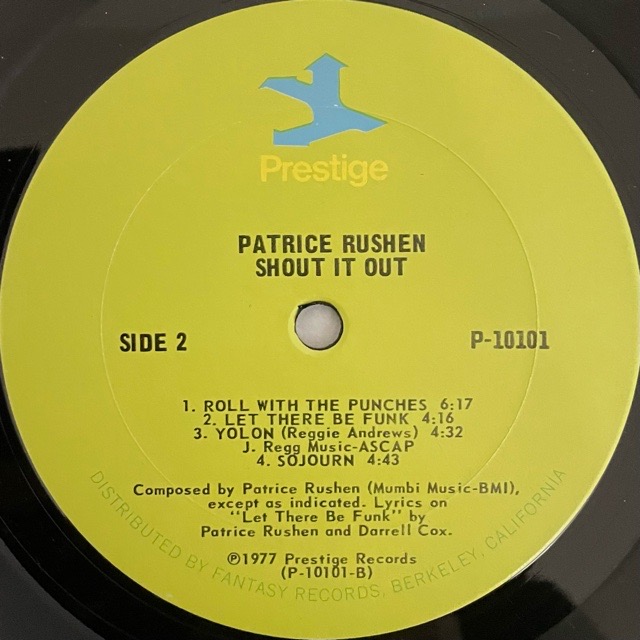 Prestige
PATRICE RUSHEN
SHOUT IT OUT
SIDE 2
P-10101
1. ROLL WITH THE PUNCHES 6:17
2. LET THERE BE FUNK 4:16
3. YOLON (Reggie Andrews) 4:32
J. Regg Music-ASCAP
4. SOJOURN 4:43
Composed by Patrice Rushen (Mumbi Music-BMI),
except as indicated. Lyrics on
"Let There Be Funk" by
Patrice Rushen and Darrell Cox.
℗1977 Prestige Records
(P-10101-B)
DISTRIBUTED BY FANTASY RECORDS, BERKELEY, CALIFORNIA